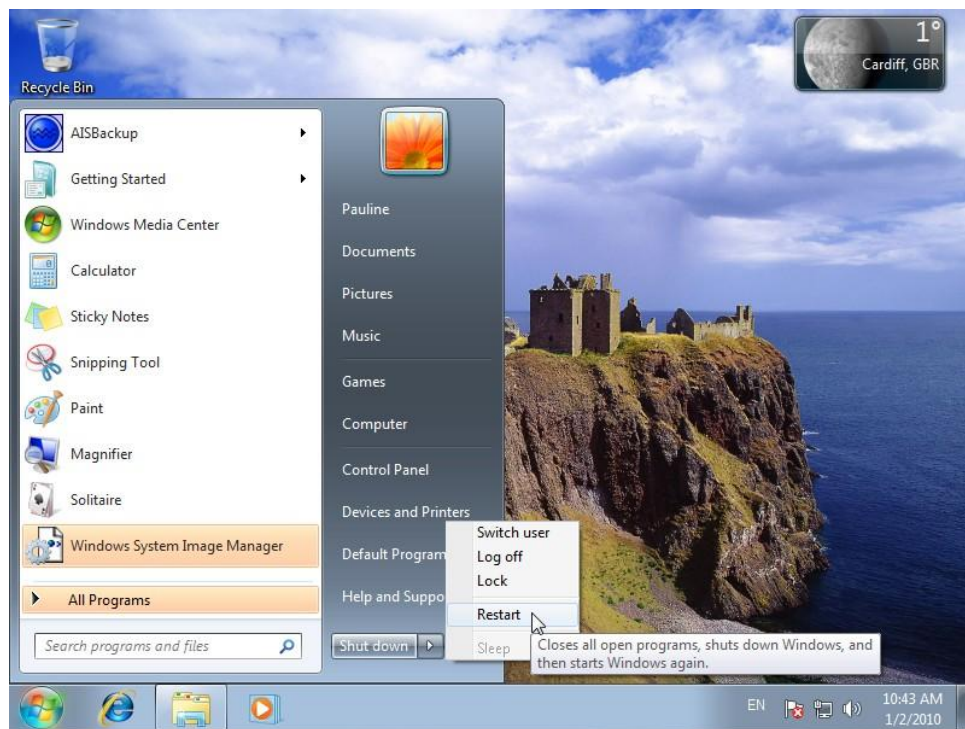 Recycle Bin
1°
Cardiff, GBR
AISBackup
Getting Started
Windows Media Center
Calculator
Sticky Notes
Snipping Tool
Paint
Magnifier
Solitaire
Windows System Image Manager
All Programs
Search programs and files
Pauline
Documents
Pictures
Music
Games
Computer
Control Panel
Devices and Printers
Default Program
Help and Suppo
Shut down
Switch user
Log off
Lock
Restart
Sleep
Closes all open programs, shuts down Windows, and
then starts Windows again.
EN
10:43 AM
1/2/2010